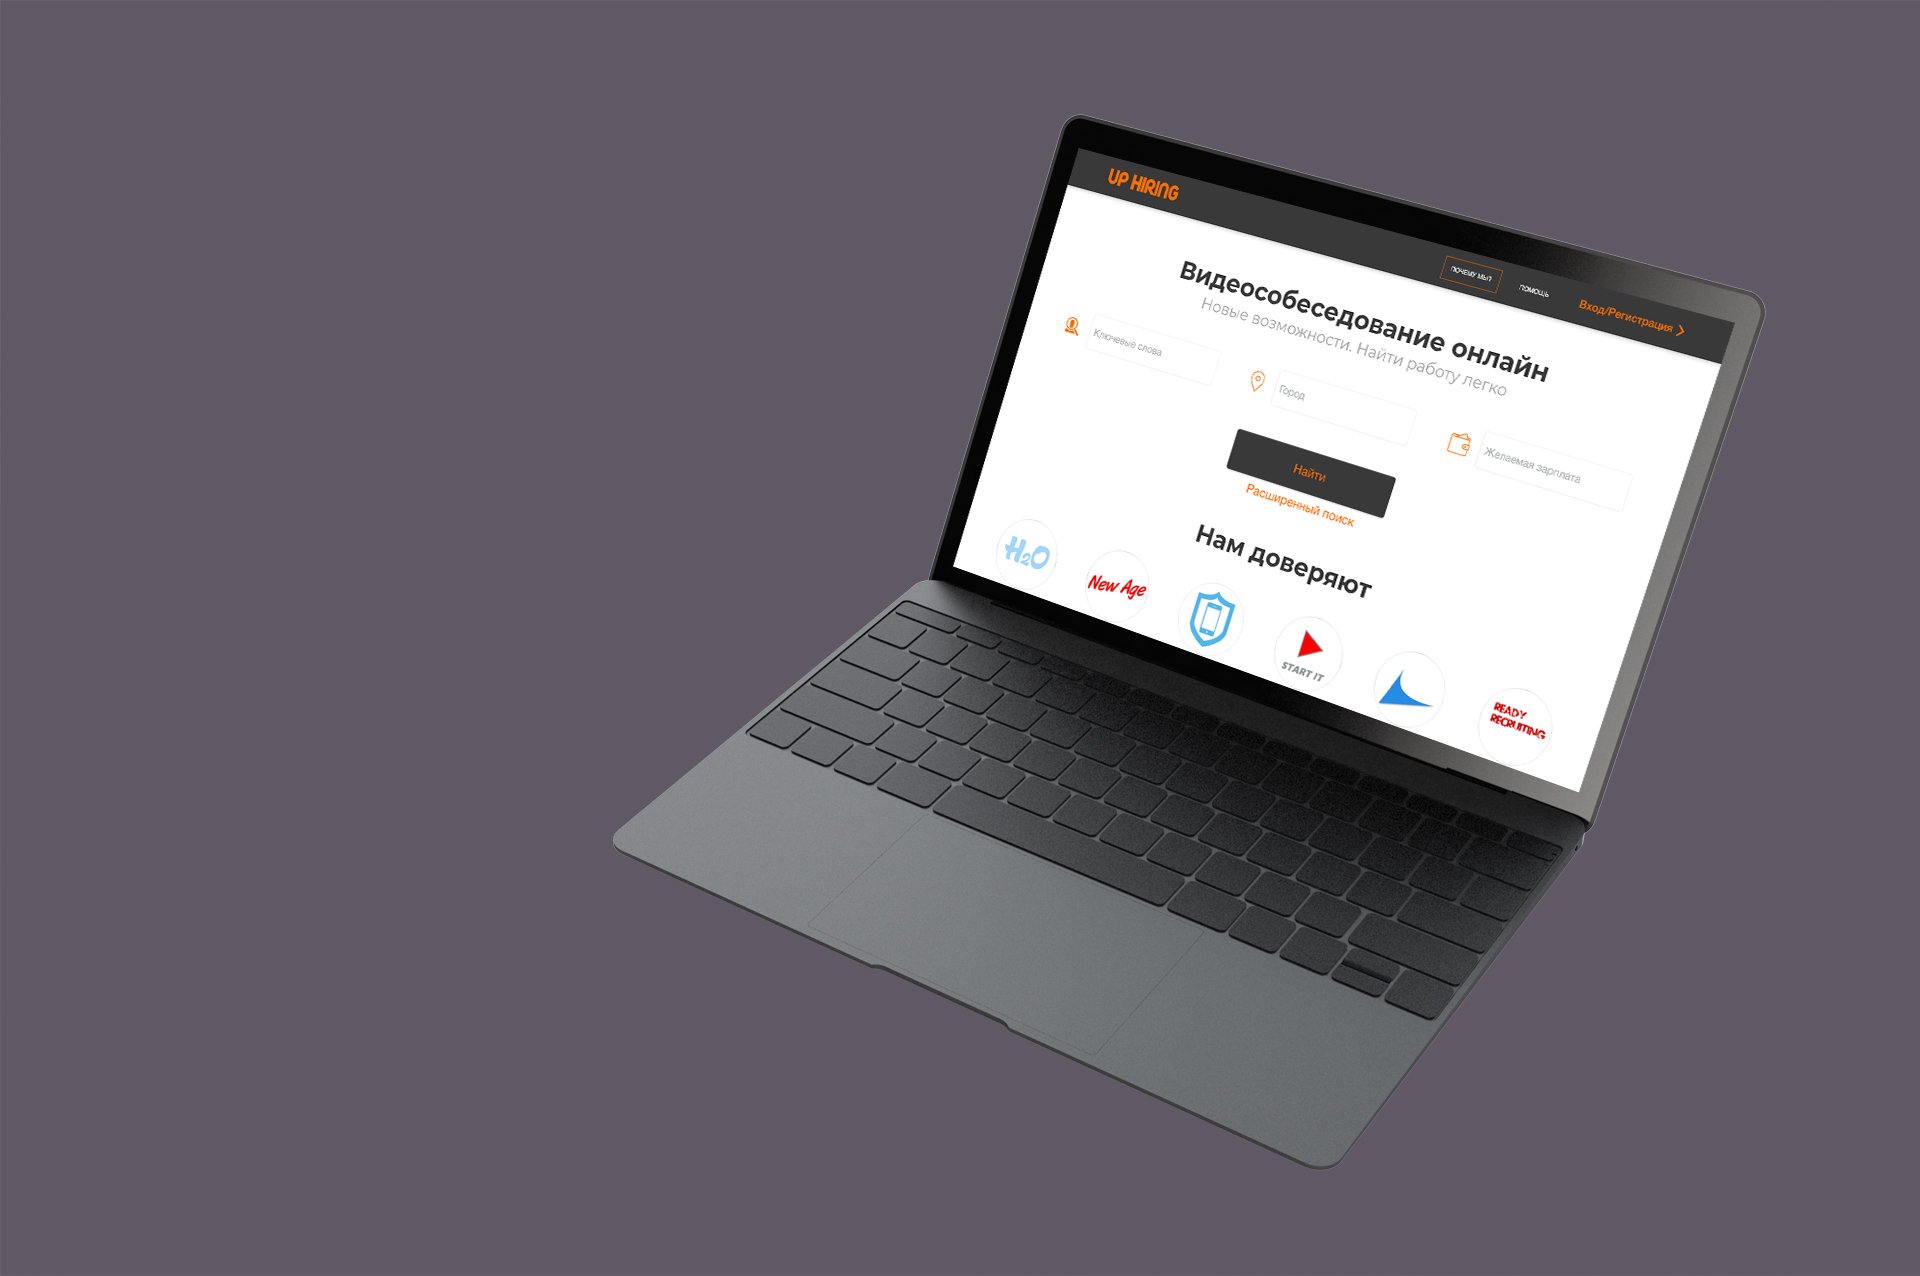 UP HIRING
ПОЧЕМУ МЫ?
ПОМОЩЬ
Вход/Регистрация
Видеособеседование онлайн
Новые возможности. Найти работу легко
Ключевые слова
Город
Желаемая зарплата
Найти
Расширенный поиск
Нам доверяют
H2O
New Age
START IT
READY
RECRUITING